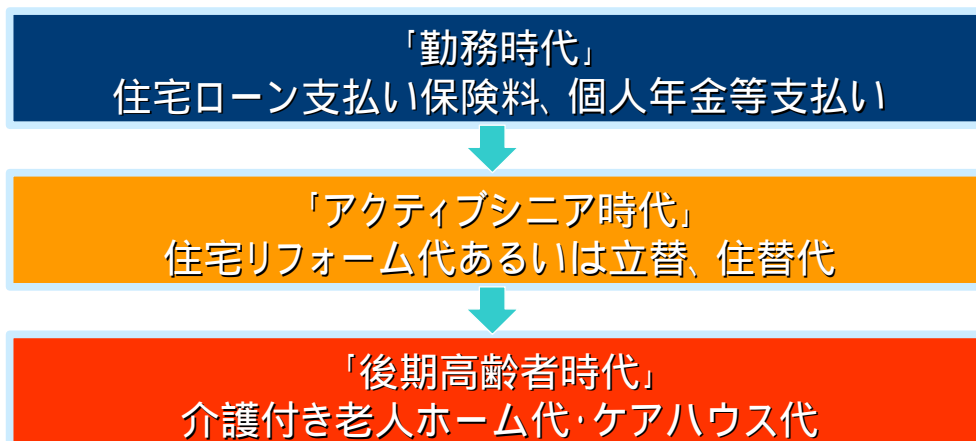 「勤務時代」
住宅ローン支払い保険料、個人年金等支払い
「アクティブシニア時代」
住宅リフォーム代あるいは立替、住替代
「後期高齢者時代」
介護付き老人ホーム代・ケアハウス代